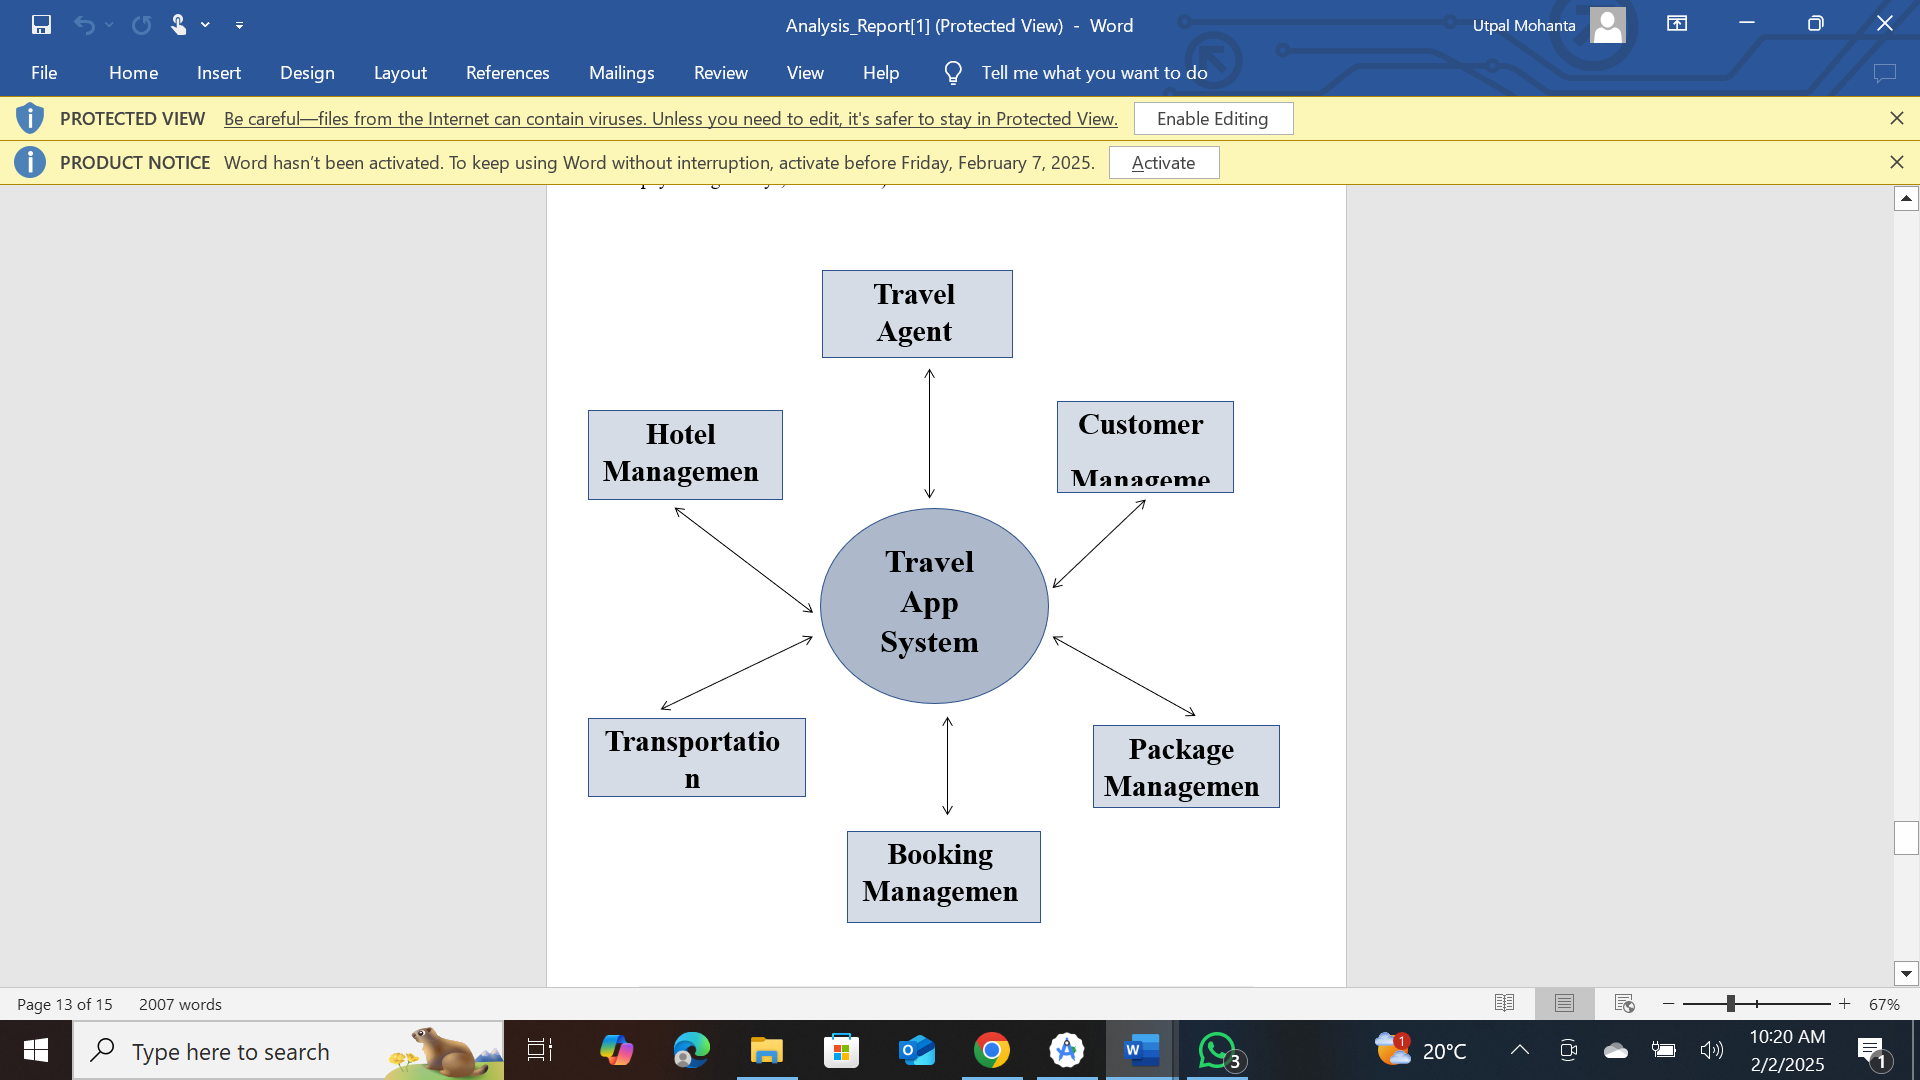 Analysis_Report[1] (Protected View) - Word
Utpal Mohanta
File Home Insert Design Layout References Mailings Review View Help Tell me what you want to do
PROTECTED VIEW Be careful—files from the Internet can contain viruses. Unless you need to edit, it's safer to stay in Protected View. Enable Editing
PRODUCT NOTICE Word hasn’t been activated. To keep using Word without interruption, activate before Friday, February 7, 2025. Activate
Travel
Agent
Hotel
Managemen
Customer
Manageme
Travel
App
System
Transportatio
n
Package
Managemen
Booking
Managemen
Page 13 of 15 2007 words
67%
Type here to search
3
1
20°C
10:20 AM
2/2/2025
1